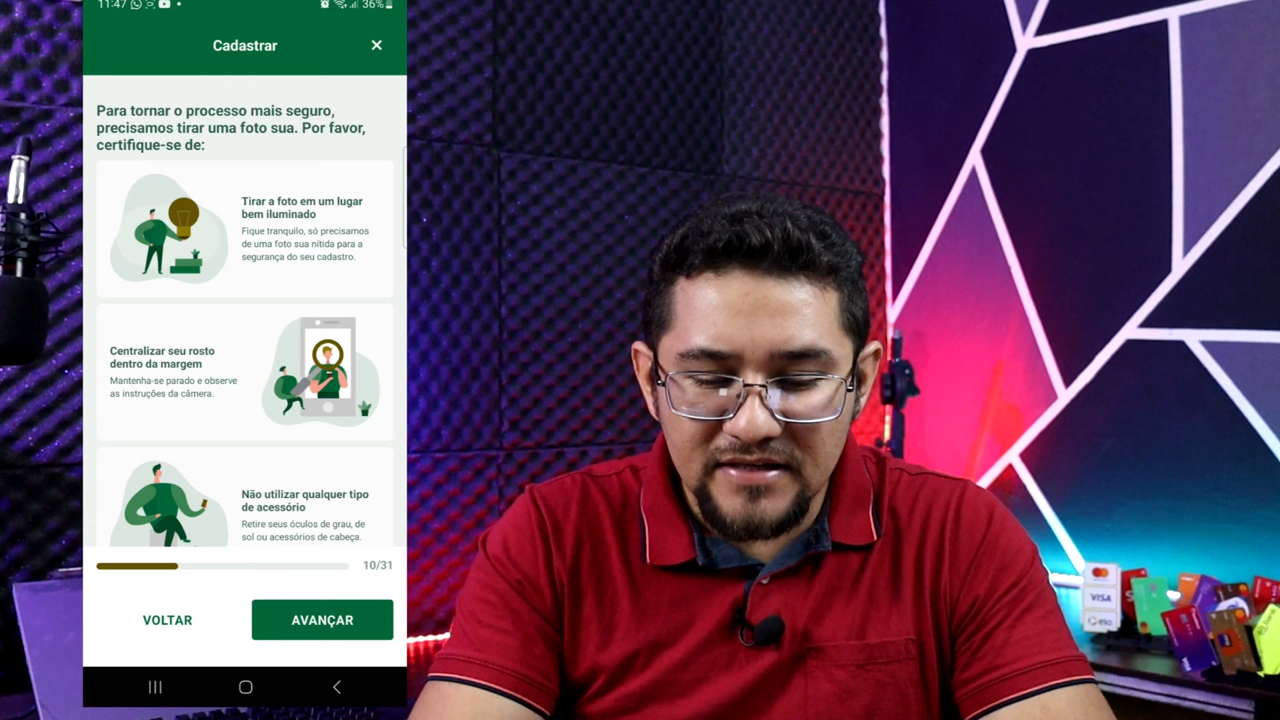 11:47
36%
Cadastrar
Para tornar o processo mais seguro,
precisamos tirar uma foto sua. Por favor,
certifique-se de:
Tirar a foto em um lugar
bem iluminado
Fique tranquilo, só precisamos
de uma foto sua nítida para a
segurança do seu cadastro.
Centralizar seu rosto
dentro da margem
Mantenha-se parado e observe
as instruções da câmera.
Não utilizar qualquer tipo
de acessório
Retire seus óculos de grau, de
sol ou acessórios de cabeça.
10/31
VOLTAR
AVANÇAR
VISA
elo